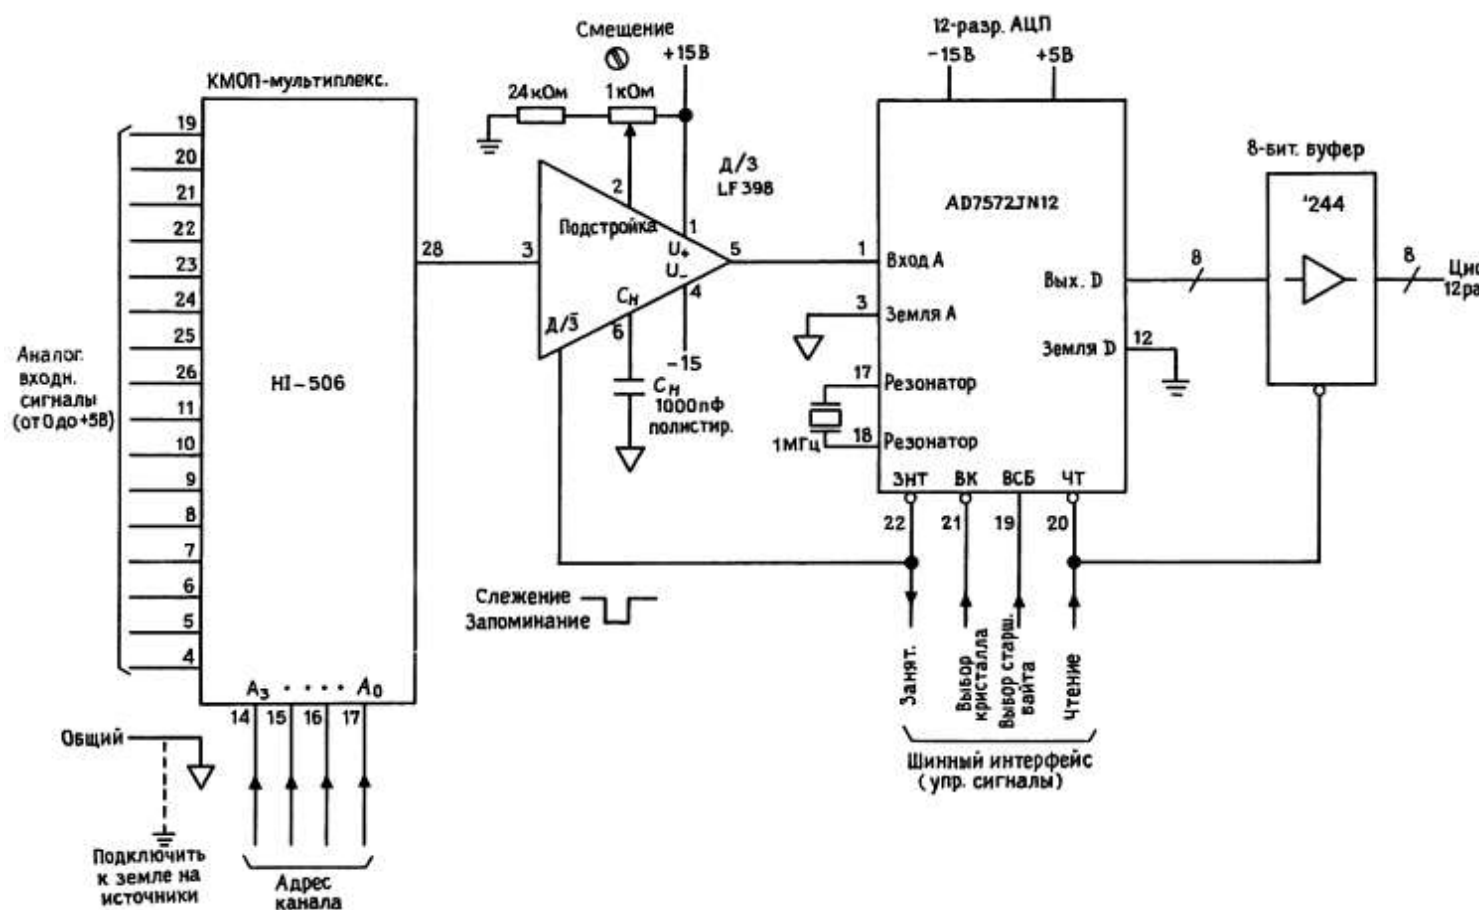 КМОП-мультиплекс.
19
20
21
22
23
24
25
26
11
10
9
8
7
6
5
4
Аналог.
входн.
сигналы
(от 0 до +5В)
HI-506
28
A3 · · · · A0
14
15
16
17
Общий
Подключить
к земле на
источники
Адрес
канала
Смещение
+15В
24кОм
1кОм
Д/З
LF398
2
Подстройка
1
U+
U-
3
5
4
CH
Д/З̅
6
-15
CH
1000пФ
полистир.
Слежение
Запоминание
12-разр. АЦП
-15В
+5В
AD7572JN12
1
Вход А
3
Земля А
17
Резонатор
18
Резонатор
1МГц
Вых. D
8
Земля D
12
ЗНТ
ВК
ВСБ
ЧТ
22
21
19
20
Занят.
Выбор
кристалла
Выбор старш.
байта
Чтение
Шинный интерфейс
(упр. сигналы)
8-бит. буфер
'244
8
12ра